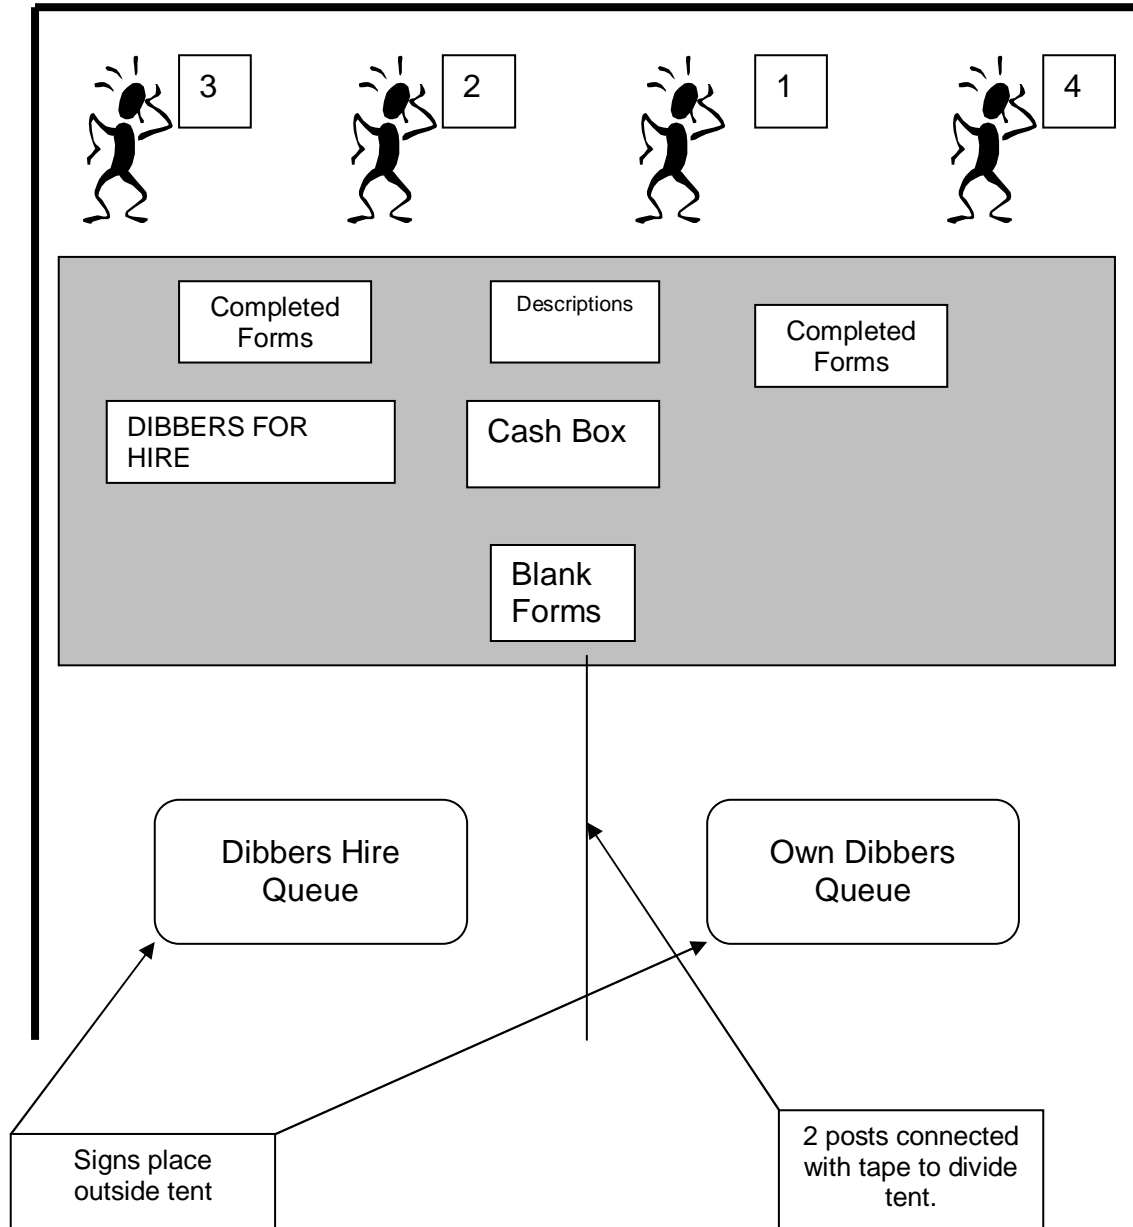 3
2
1
4
Completed
Forms
Descriptions
Completed
Forms
DIBBERS FOR
HIRE
Cash Box
Blank
Forms
Dibbers Hire
Queue
Own Dibbers
Queue
Signs place
outside tent
2 posts connected
with tape to divide
tent.